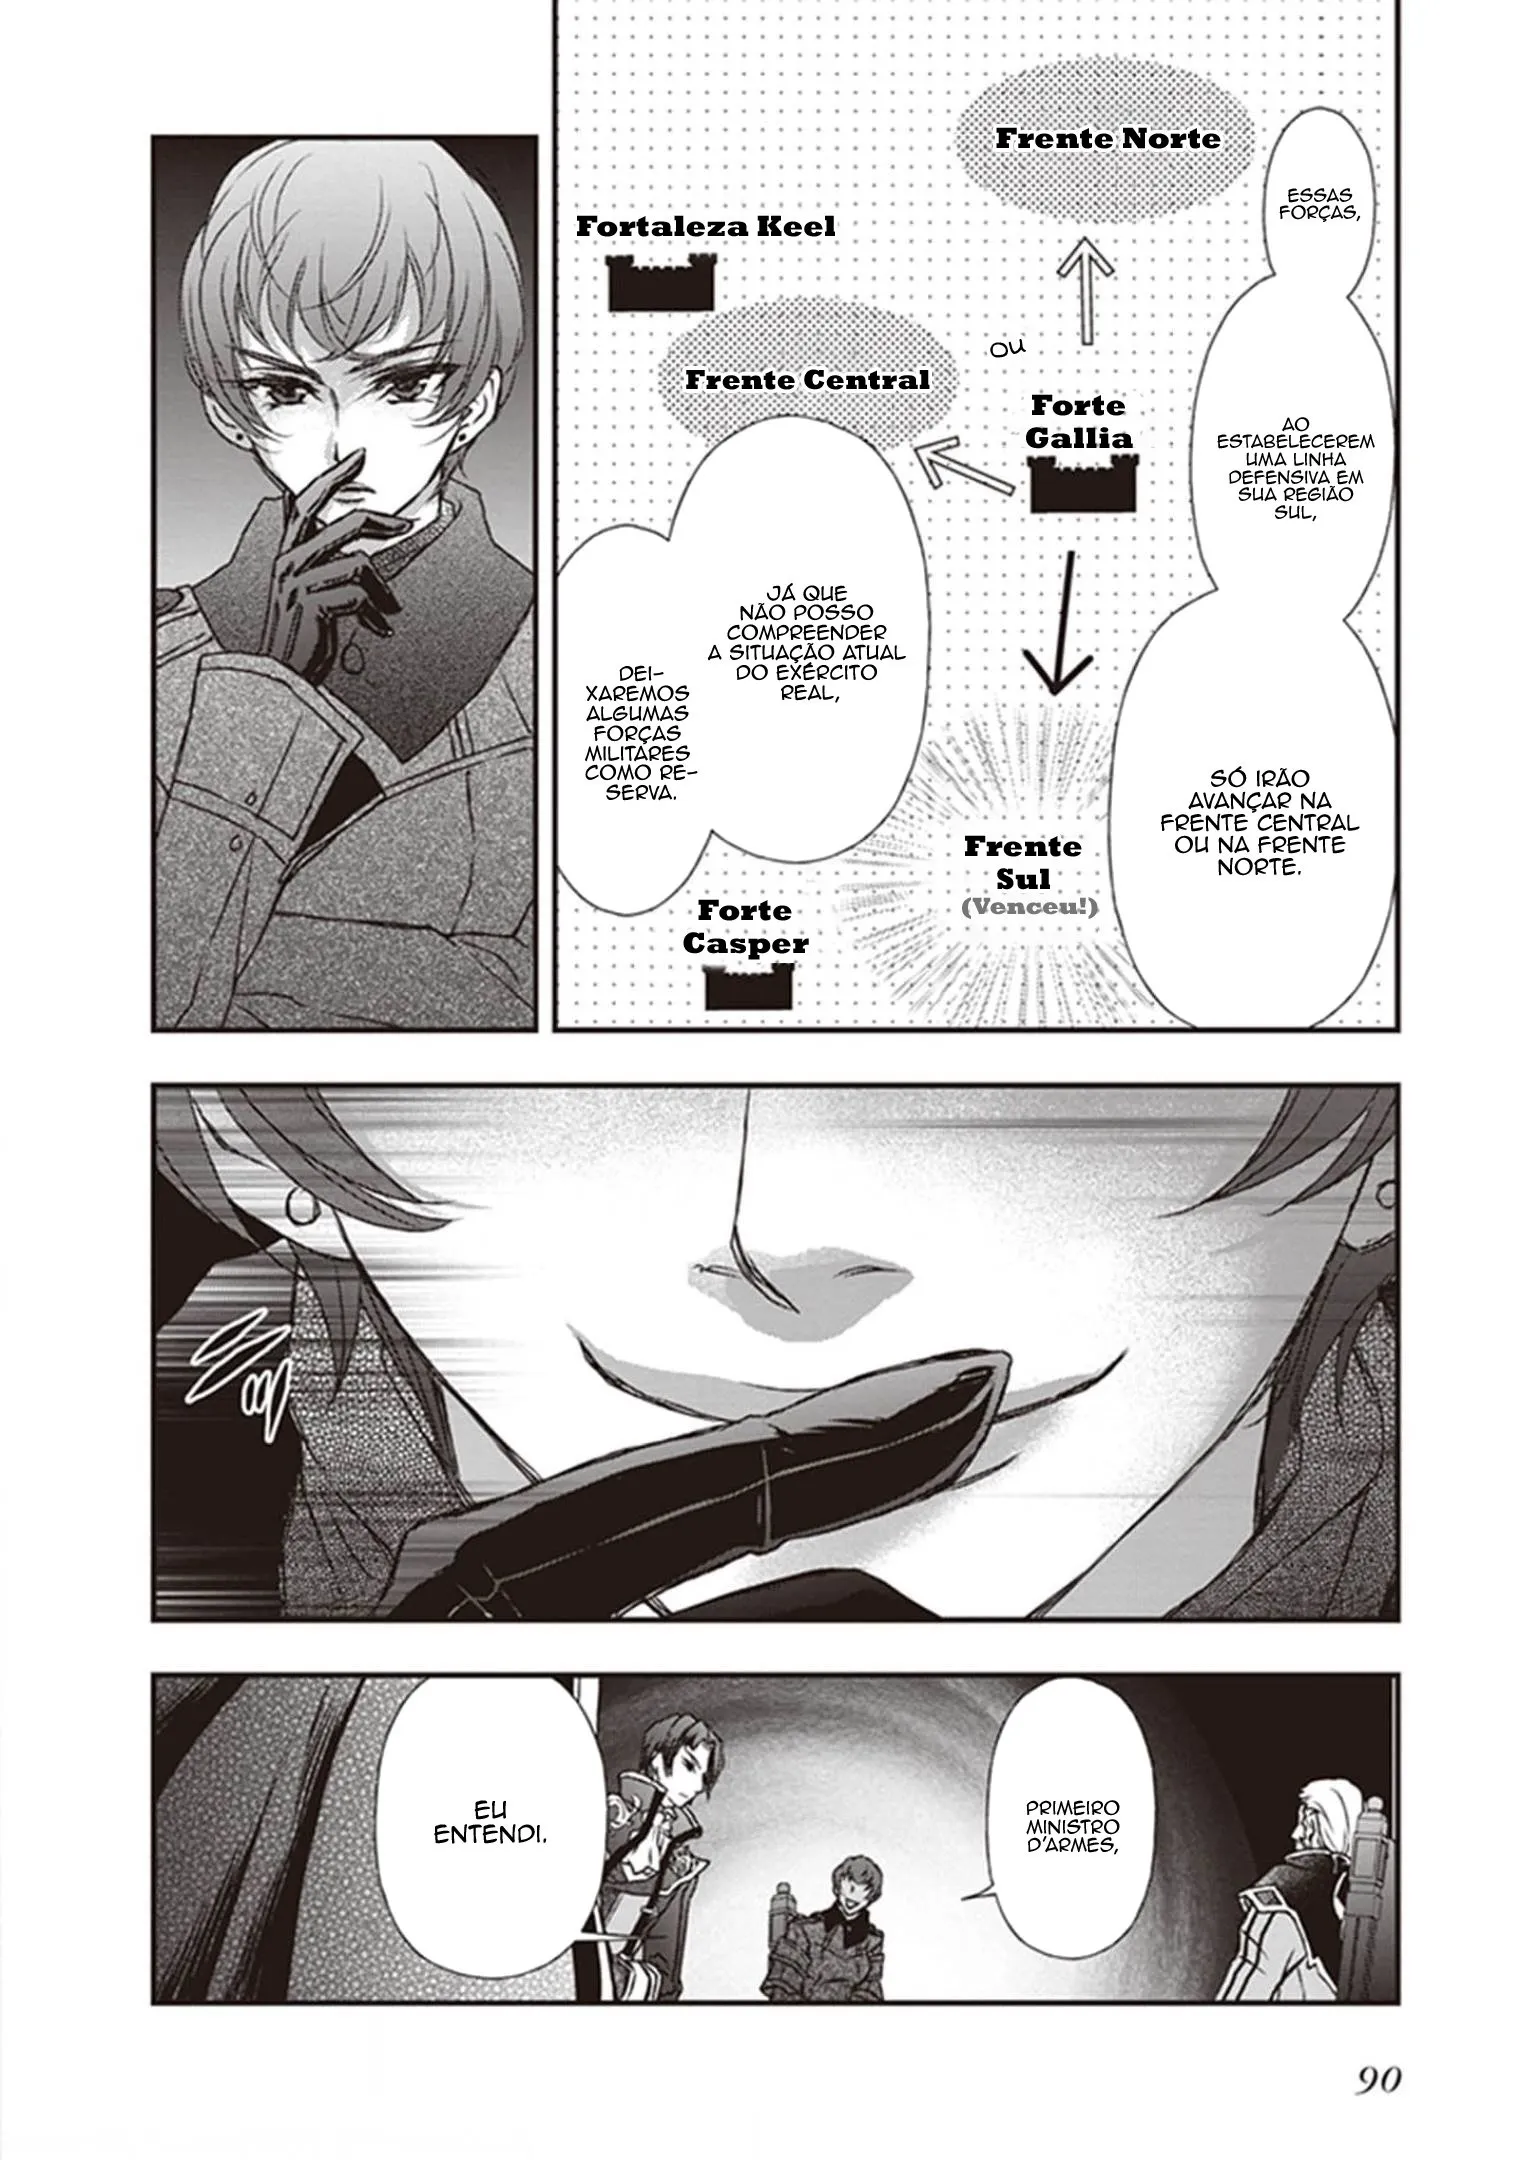 Frente Norte
ESSAS
FORÇAS,
Fortaleza Keel
OU
Frente Central
Forte
Gallia
AO
ESTABELECEREM
UMA LINHA
DEFENSIVA EM
SUA REGIÃO
SUL,
SÓ IRÃO
AVANÇAR NA
FRENTE CENTRAL
OU NA FRENTE
NORTE.
JÁ QUE
NÃO POSSO
COMPREENDER
A SITUAÇÃO ATUAL
DO EXÉRCITO
REAL,
DEI-
XAREMOS
ALGUMAS
FORÇAS
MILITARES
COMO RE-
SERVA.
Frente
Sul
(Venceu!)
Forte
Casper
PRIMEIRO
MINISTRO
D'ARMES,
EU
ENTENDI.
90